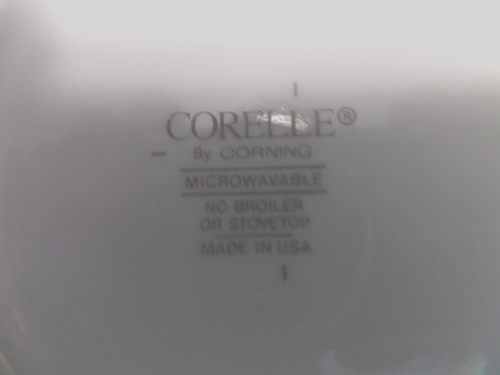 CORELLE®
By CORNING
MICROWAVABLE
NO BROILER
OR STOVETOP
MADE IN USA